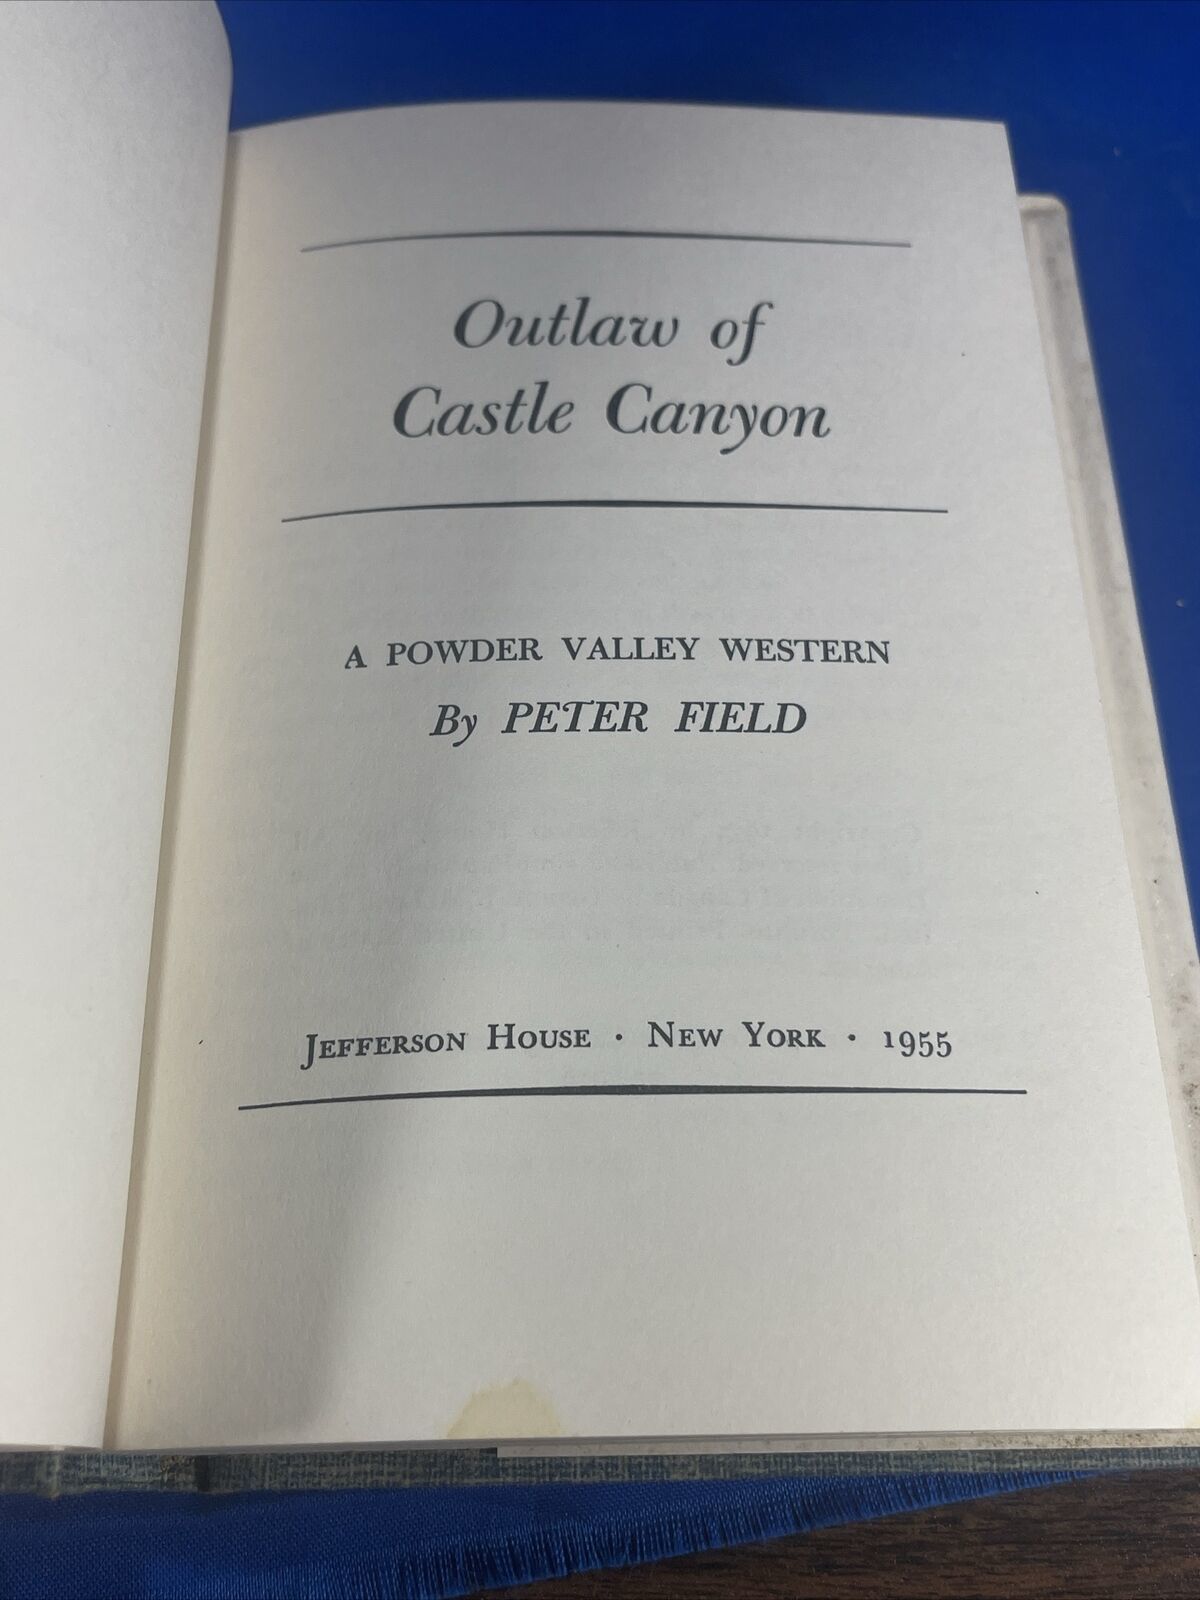 Outlaw of
Castle Canyon
A POWDER VALLEY WESTERN
By PETER FIELD
JEFFERSON HOUSE · NEW YORK · 1955